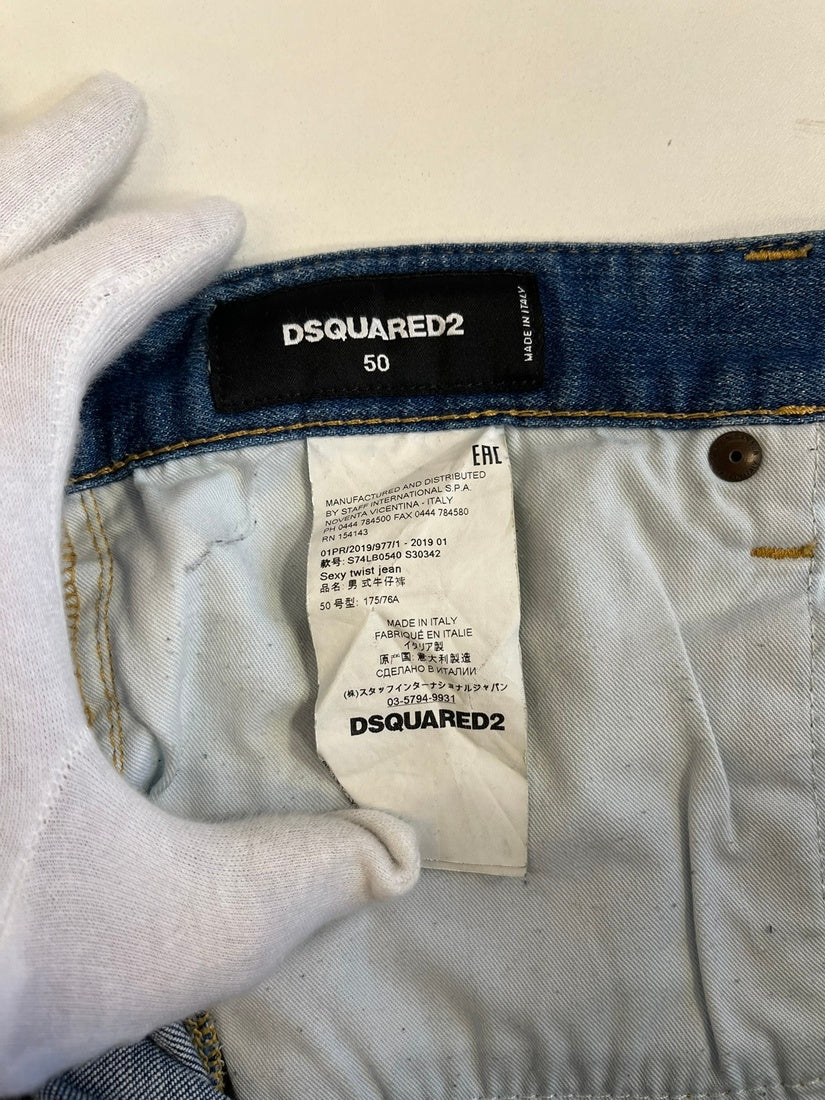 DSQUARED2
50
MADE IN ITALY
EAC
MANUFACTURED AND DISTRIBUTED
BY STAFF INTERNATIONAL S.P.A.
NOVENTA VICENTINA - ITALY
PH 0444 784500 FAX 0444 784580
RN 154143
01PR/2019/977/1 - 2019 01
款号: S74LB0540 S30342
Sexy twist jean
品名: 男式牛仔裤
50 号型: 175/76A
MADE IN ITALY
FABRIQUÉ EN ITALIE
イタリア製
原产国: 意大利製造
СДЕЛАНО В ИТАЛИИ
(株)スタッフインターナショナルジャパン
03-5794-9931
DSQUARED2